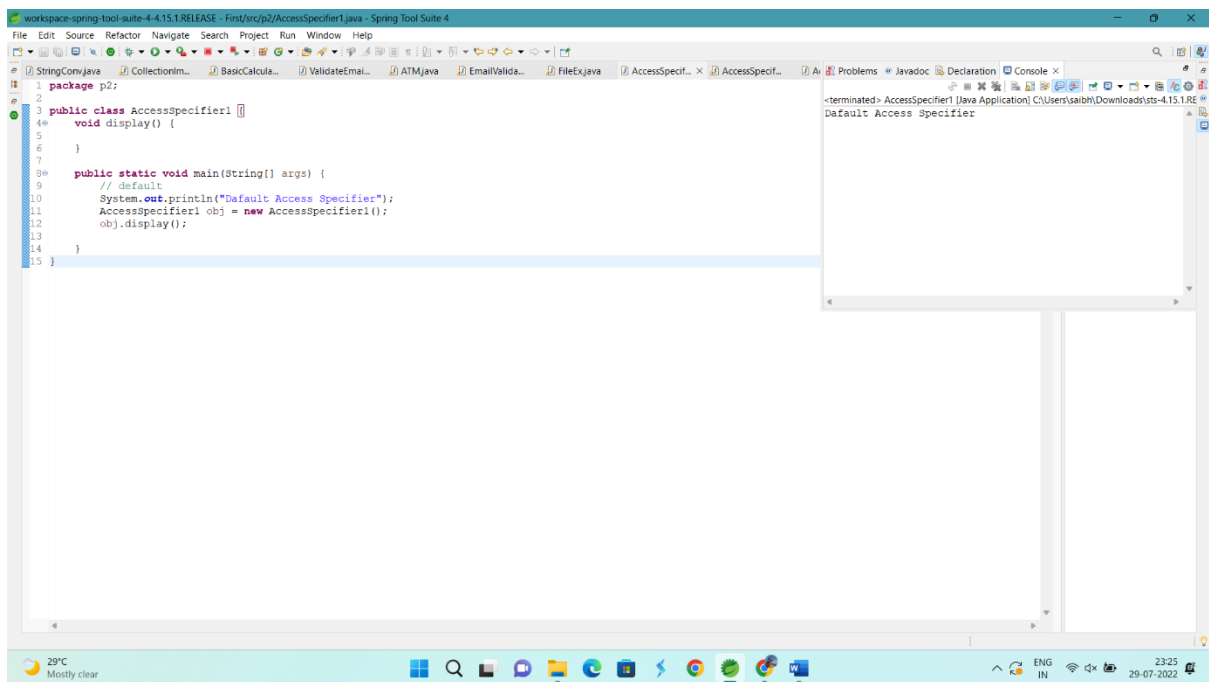 workspace-spring-tool-suite-4-4.15.1.RELEASE - First/src/p2/AccessSpecifier1.java - Spring Tool Suite 4
File Edit Source Refactor Navigate Search Project Run Window Help
StringConv.java CollectionIm... BasicCalcula... ValidateEmai... ATM.java EmailValida... FileEx.java AccessSpecif... AccessSpecif...
Problems Javadoc Declaration Console
<terminated> AccessSpecifier1 [Java Application] C:\Users\saibh\Downloads\sts-4.15.1.RE
Dafault Access Specifier
1 package p2;
2
3 public class AccessSpecifier1 {
4 void display() {
5
6 }
7
8 public static void main(String[] args) {
9 // default
10 System.out.println("Dafault Access Specifier");
11 AccessSpecifier1 obj = new AccessSpecifier1();
12 obj.display();
13
14 }
15 }
29°C
Mostly clear
ENG
IN
23:25
29-07-2022